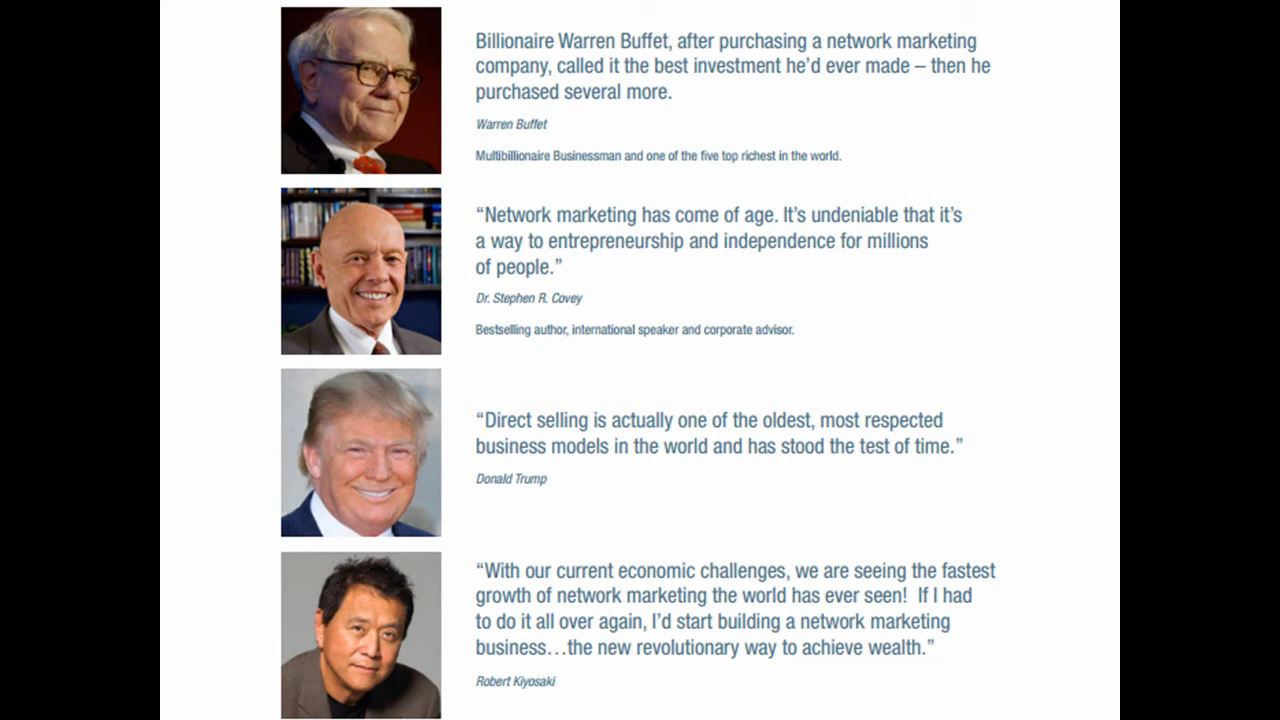 Billionaire Warren Buffet, after purchasing a network marketing
company, called it the best investment he’d ever made – then he
purchased several more.
Warren Buffet
Multibillionaire Businessman and one of the five top richest in the world.
“Network marketing has come of age. It’s undeniable that it’s
a way to entrepreneurship and independence for millions
of people.”
Dr. Stephen R. Covey
Bestselling author, international speaker and corporate advisor.
“Direct selling is actually one of the oldest, most respected
business models in the world and has stood the test of time.”
Donald Trump
“With our current economic challenges, we are seeing the fastest
growth of network marketing the world has ever seen!  If I had
to do it all over again, I’d start building a network marketing
business…the new revolutionary way to achieve wealth.”
Robert Kiyosaki